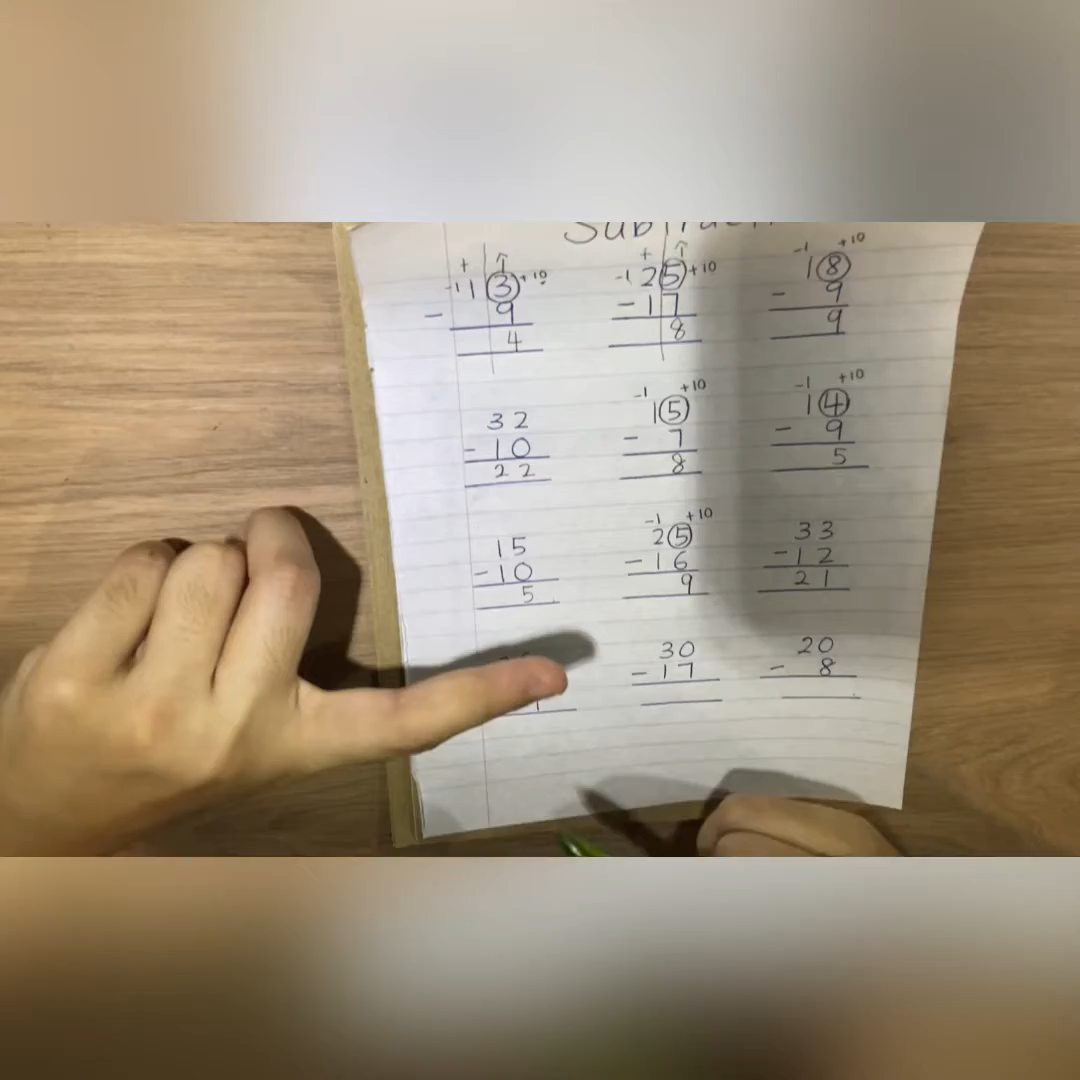 + 1 + 1 -1 +10
-1 1 3 +10 -1 2 5 +10 1 8
- 9 - 1 7 - 9
4 8 9
-1 +10 -1 +10
3 2 1 5 1 4
- 1 0 - 7 - 9
2 2 8 5
-1 +10
1 5 2 5 3 3
- 1 0 - 1 6 - 1 2
5 9 2 1
3 0 2 0
- 1 7 - 8